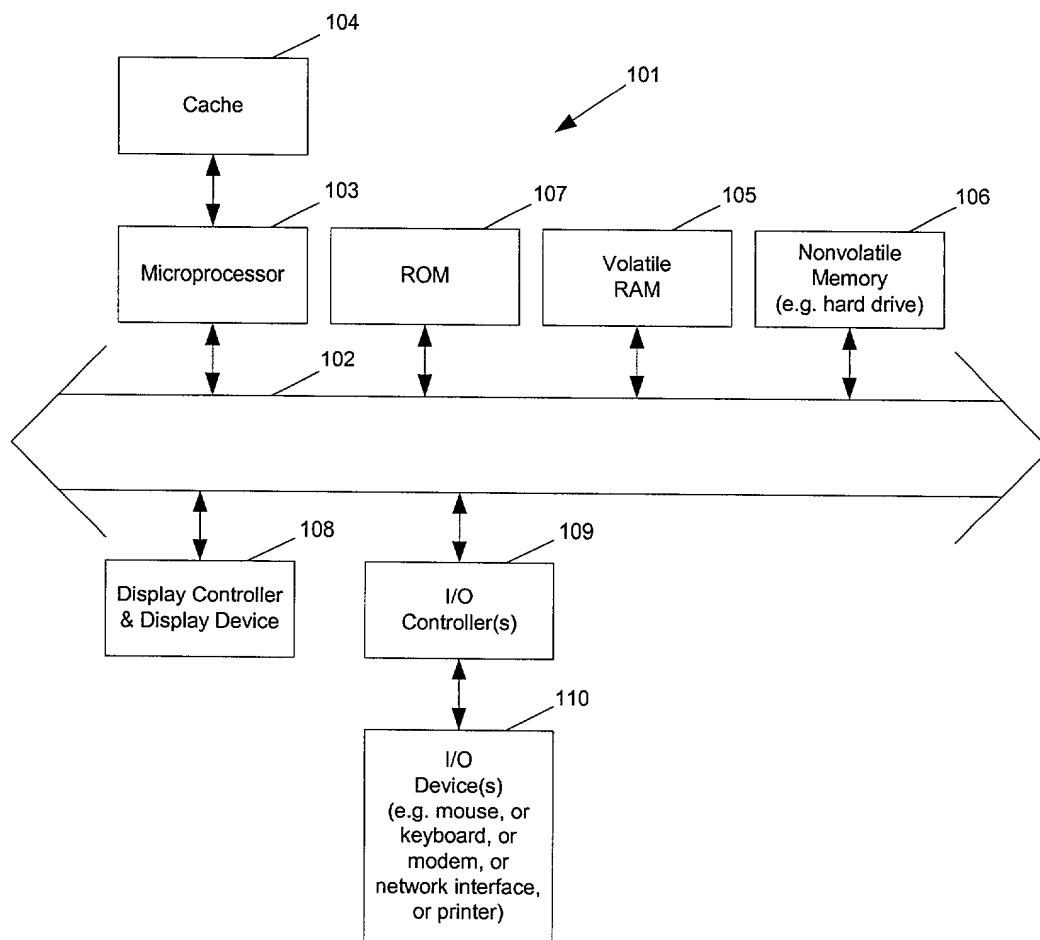 104
Cache
101
103
Microprocessor
107
ROM
105
Volatile
RAM
106
Nonvolatile
Memory
(e.g. hard drive)
102
108
Display Controller
& Display Device
109
I/O
Controller(s)
110
I/O
Device(s)
(e.g. mouse, or
keyboard, or
modem, or
network interface,
or printer)